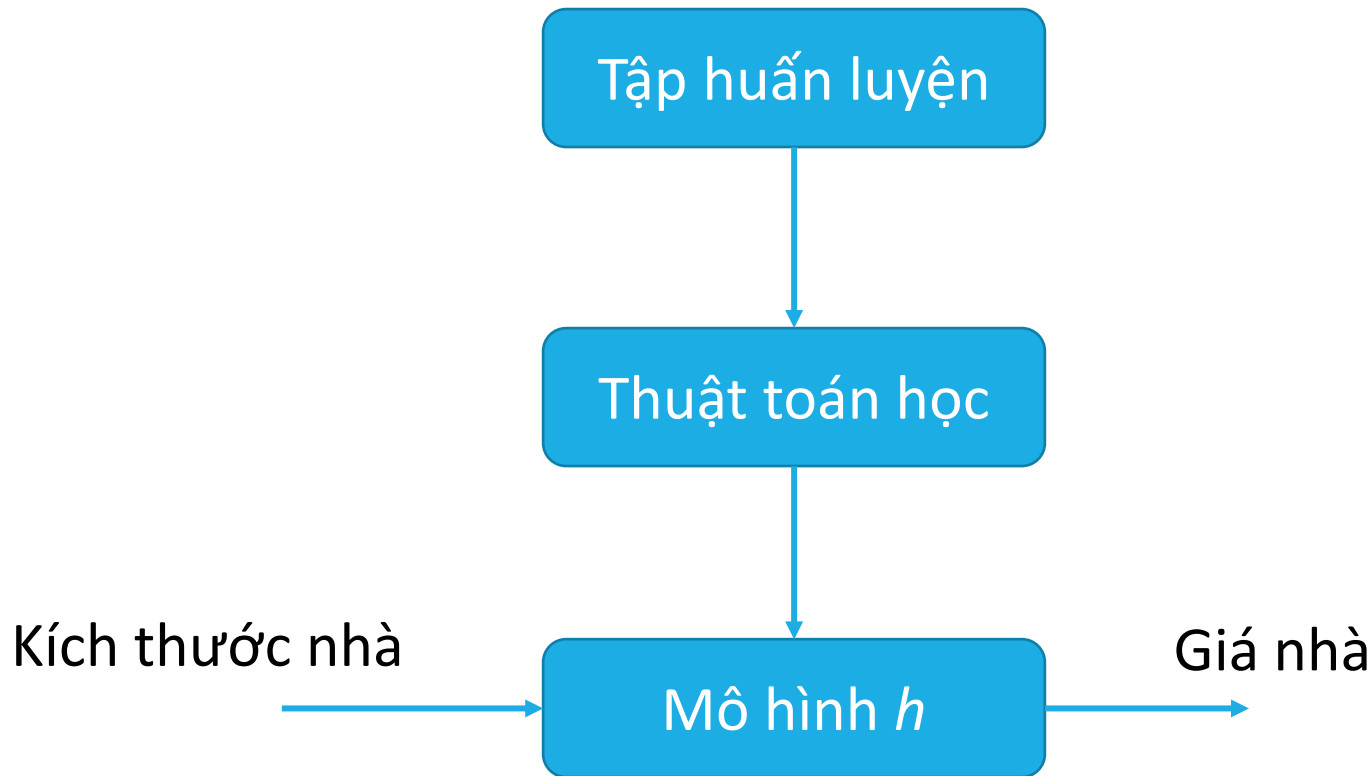 Tập huấn luyện
Thuật toán học
Kích thước nhà
Giá nhà
Mô hình h